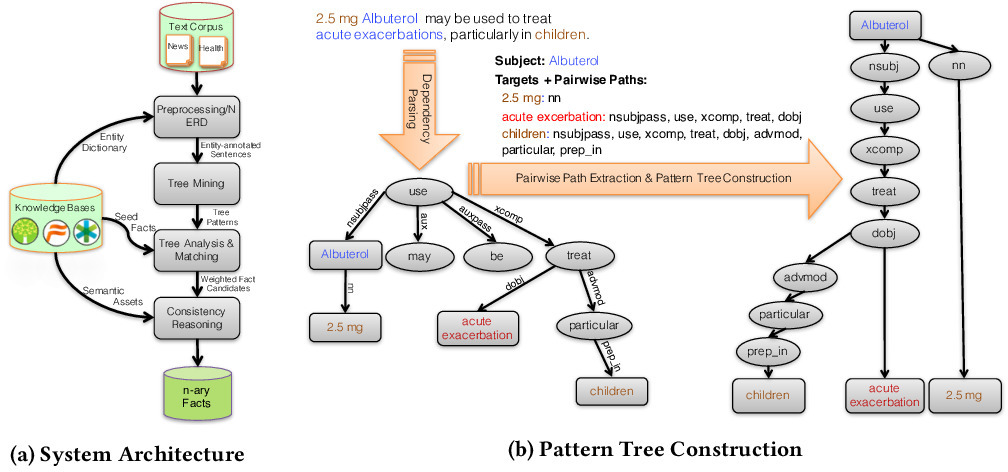 Text Corpus
News
Health
Preprocessing/N
ERD
Entity
Dictionary
Entity-annotated
Sentences
Tree Mining
Knowledge Bases
Seed
Facts
Tree
Patterns
Tree Analysis &
Matching
Semantic
Assets
Weighted Fact
Candidates
Consistency
Reasoning
n-ary
Facts
(a) System Architecture
2.5 mg Albuterol may be used to treat
acute exacerbations, particularly in children.
Dependency
Parsing
Subject: Albuterol
Targets + Pairwise Paths:
2.5 mg: nn
acute excerbation: nsubjpass, use, xcomp, treat, dobj
children: nsubjpass, use, xcomp, treat, dobj, advmod,
particular, prep_in
Pairwise Path Extraction & Pattern Tree Construction
use
nsubjpass
aux
auxpass
xcomp
Albuterol
may
be
treat
nn
dobj
advmod
2.5 mg
acute
exacerbation
particular
prep_in
children
Albuterol
nsubj
nn
use
xcomp
treat
dobj
advmod
particular
prep_in
children
acute
exacerbation
2.5 mg
(b) Pattern Tree Construction